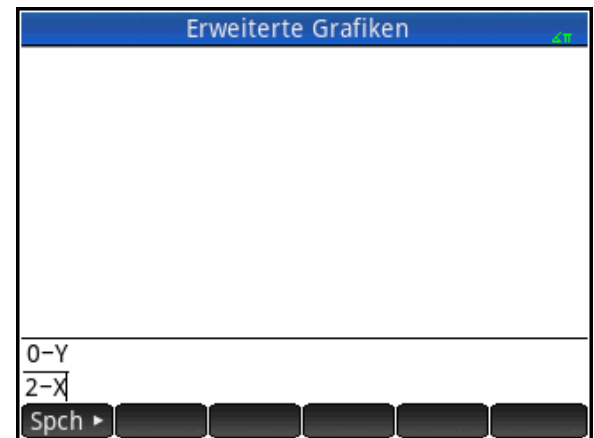 Erweiterte Grafiken
∡π
0−Y
2−X
Spch ►